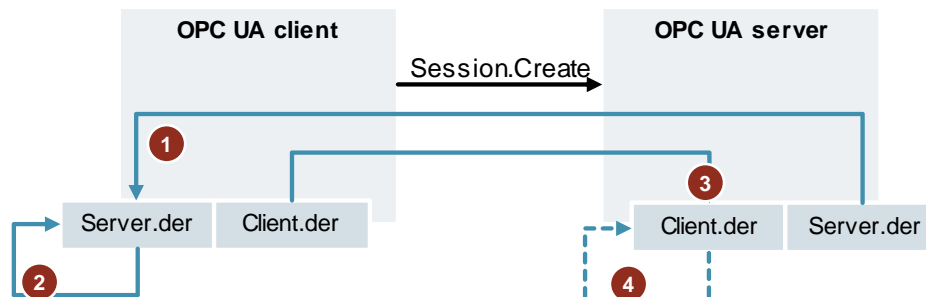 OPC UA client
OPC UA server
Session.Create
1
3
Server.der
Client.der
Client.der
Server.der
2
4